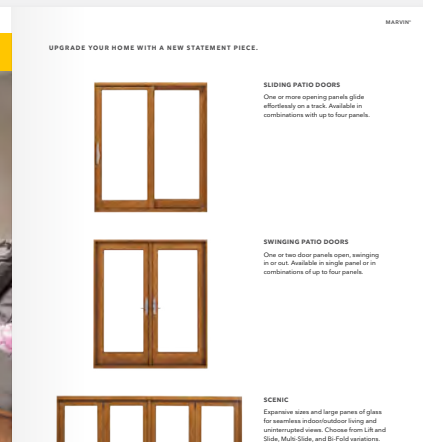 MARVIN®
UPGRADE YOUR HOME WITH A NEW STATEMENT PIECE.
SLIDING PATIO DOORS
One or more opening panels glide
effortlessly on a track. Available in
combinations with up to four panels.
SWINGING PATIO DOORS
One or two door panels open, swinging
in or out. Available in single panel or in
combinations of up to four panels.
SCENIC
Expansive sizes and large panes of glass
for seamless indoor/outdoor living and
uninterrupted views. Choose from Lift and
Slide, Multi-Slide, and Bi-Fold variations.